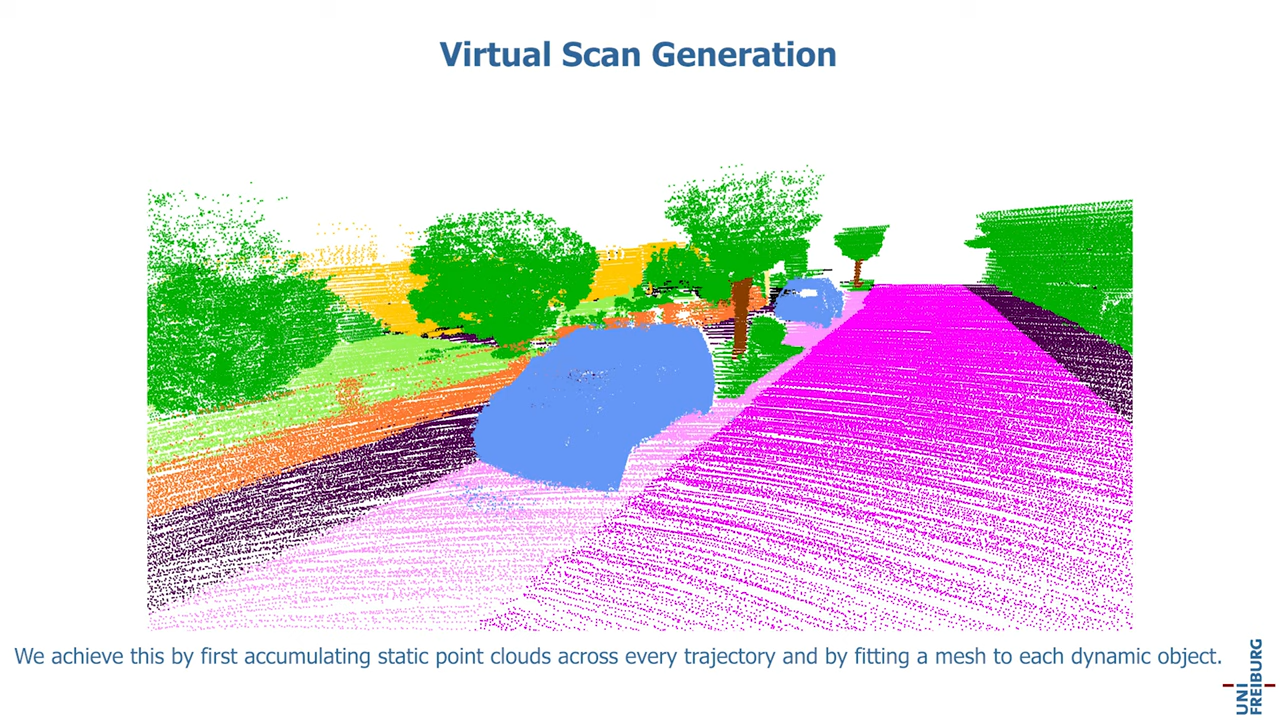 Virtual Scan Generation
We achieve this by first accumulating static point clouds across every trajectory and by fitting a mesh to each dynamic object.
UNI
FREIBURG